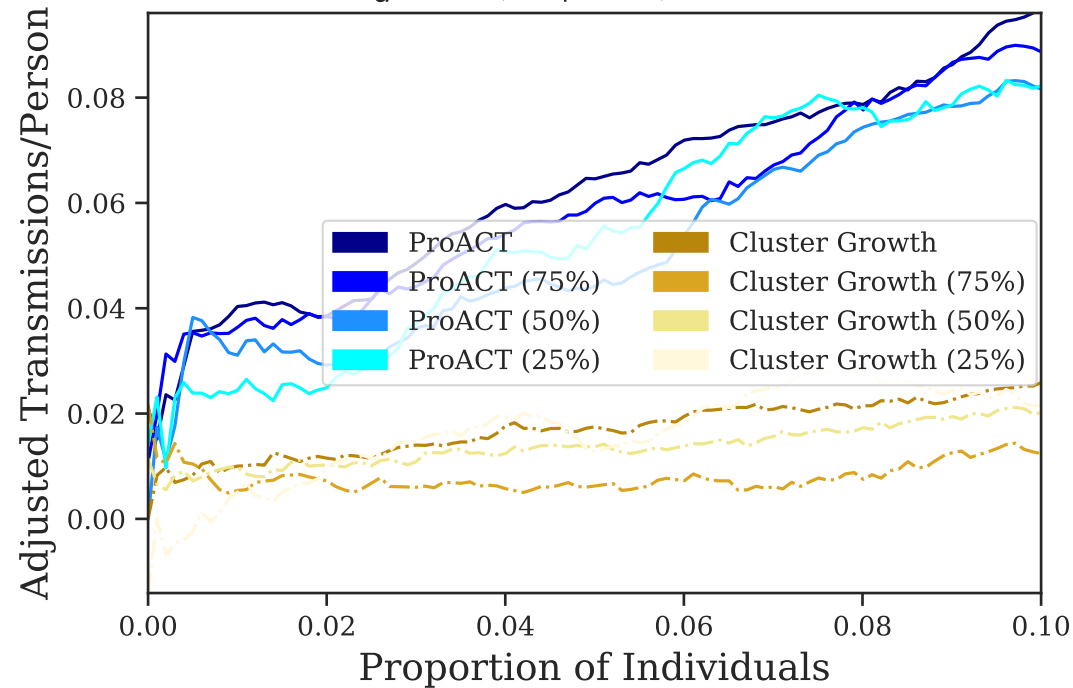 Adjusted Transmissions/Person
0.08
0.06
0.04
0.02
0.00
ProACT
ProACT (75%)
ProACT (50%)
ProACT (25%)
Cluster Growth
Cluster Growth (75%)
Cluster Growth (50%)
Cluster Growth (25%)
0.00 0.02 0.04 0.06 0.08 0.10
Proportion of Individuals